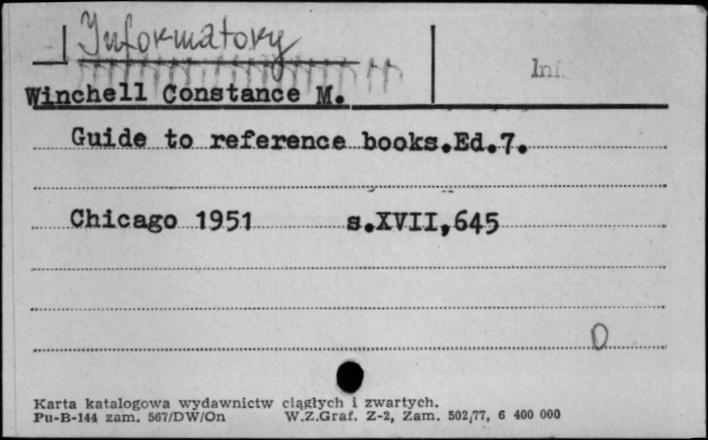 Informatory
Inf.
Winchell Constance M.
Guide to reference books.Ed.7.
Chicago 1951 s.XVII,645
0
Karta katalogowa wydawnictw ciągłych i zwartych.
Pu-B-144 zam. 567/DW/On W.Z.Graf. Z-2, Zam. 502/77, 6 400 000